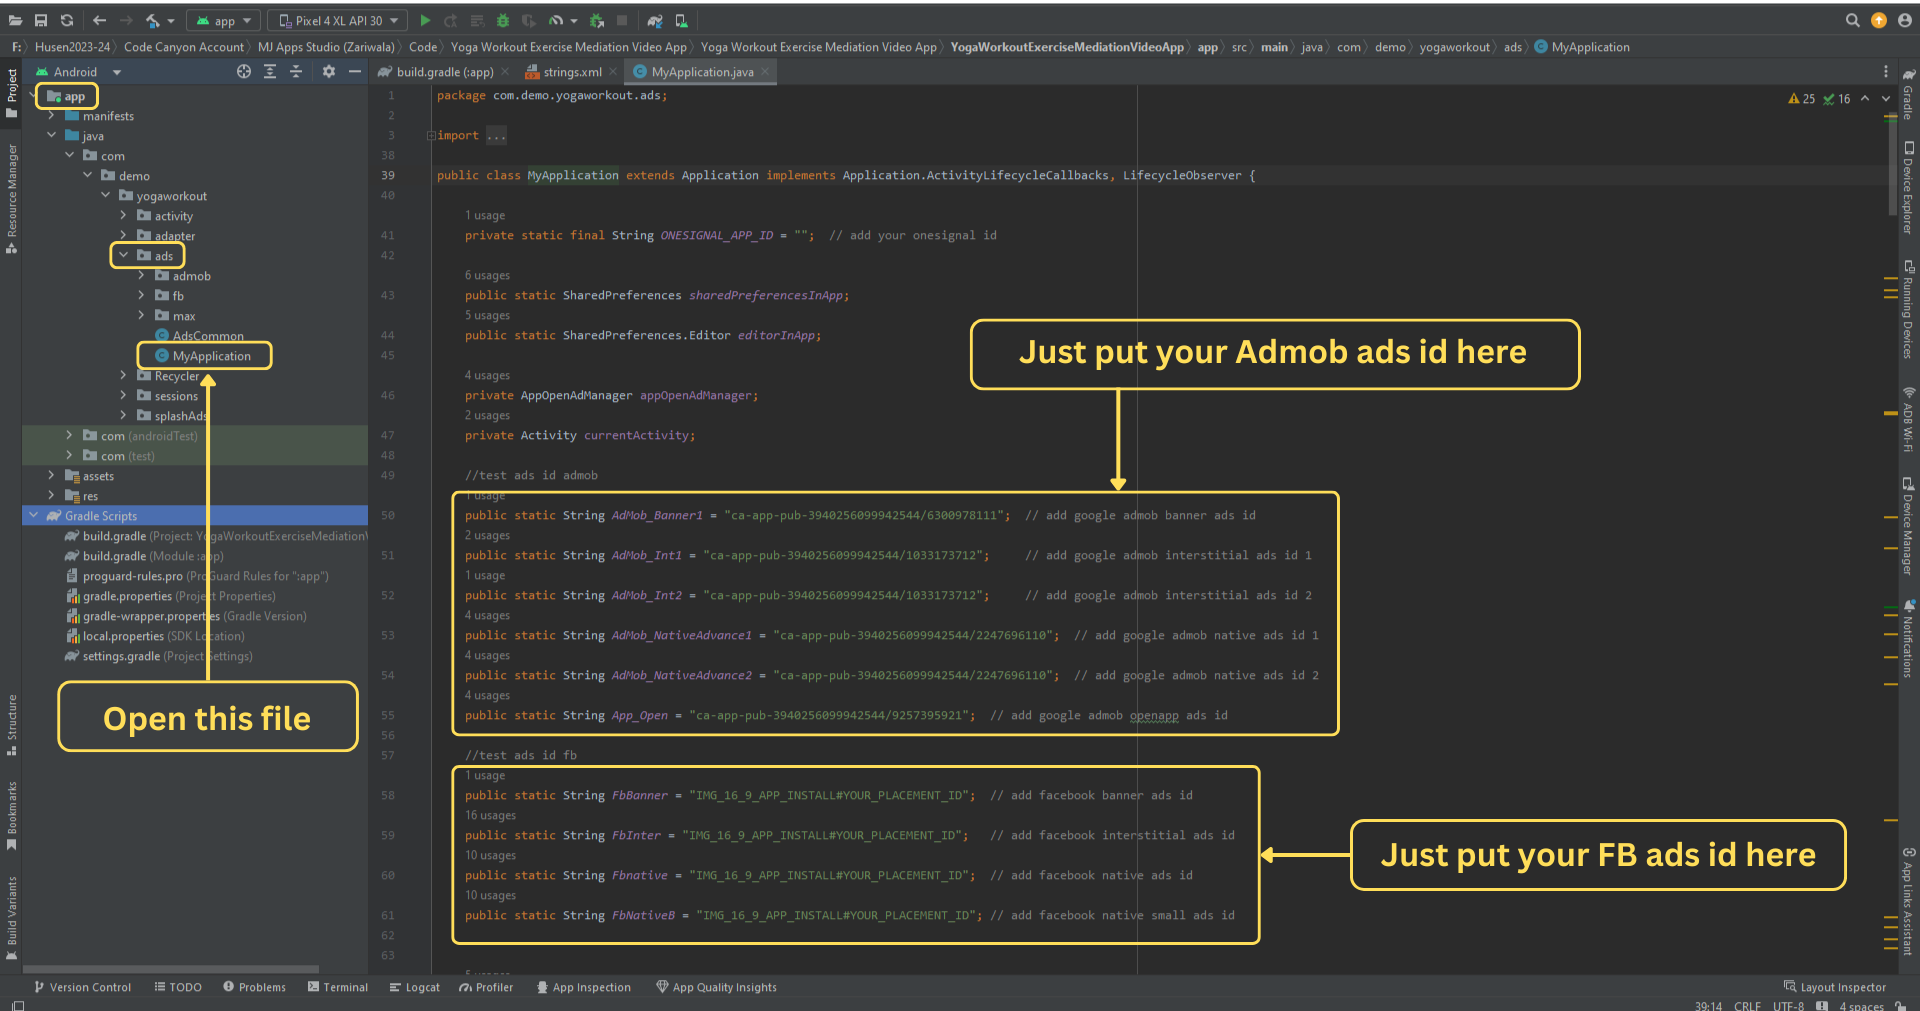 app
Pixel 4 XL API 30
F: Husen2023-24 Code Canyon Account MJ Apps Studio (Zariwala) Code Yoga Workout Exercise Mediation Video App Yoga Workout Exercise Mediation Video App YogaWorkoutExerciseMediationVideoApp app src main java com demo yogaworkout ads MyApplication
Android
build.gradle (:app) strings.xml MyApplication.java
Project
Resource Manager
Structure
Bookmarks
Build Variants
app
manifests
java
com
demo
yogaworkout
activity
adapter
ads
admob
fb
max
AdsCommon
MyApplication
Recycler
sessions
splashAds
com (androidTest)
com (test)
assets
res
Gradle Scripts
build.gradle (Project: YogaWorkoutExerciseMediation
build.gradle (Module :app)
proguard-rules.pro (ProGuard Rules for ":app")
gradle.properties (Project Properties)
gradle-wrapper.properties (Gradle Version)
local.properties (SDK Location)
settings.gradle (Project Settings)
Open this file
25 16
1 package com.demo.yogaworkout.ads;
2
3 import ...
38
39 public class MyApplication extends Application implements Application.ActivityLifecycleCallbacks, LifecycleObserver {
40
1 usage
41 private static final String ONESIGNAL_APP_ID = ""; // add your onesignal id
42
6 usages
43 public static SharedPreferences sharedPreferencesInApp;
5 usages
44 public static SharedPreferences.Editor editorInApp;
45
4 usages
46 private AppOpenAdManager appOpenAdManager;
2 usages
47 private Activity currentActivity;
48
49 //test ads id admob
1 usage
50 public static String AdMob_Banner1 = "ca-app-pub-3940256099942544/6300978111"; // add google admob banner ads id
2 usages
51 public static String AdMob_Int1 = "ca-app-pub-3940256099942544/1033173712"; // add google admob interstitial ads id 1
1 usage
52 public static String AdMob_Int2 = "ca-app-pub-3940256099942544/1033173712"; // add google admob interstitial ads id 2
4 usages
53 public static String AdMob_NativeAdvance1 = "ca-app-pub-3940256099942544/2247696110"; // add google admob native ads id 1
4 usages
54 public static String AdMob_NativeAdvance2 = "ca-app-pub-3940256099942544/2247696110"; // add google admob native ads id 2
4 usages
55 public static String App_Open = "ca-app-pub-3940256099942544/9257395921"; // add google admob openapp ads id
56
57 //test ads id fb
1 usage
58 public static String FbBanner = "IMG_16_9_APP_INSTALL#YOUR_PLACEMENT_ID"; // add facebook banner ads id
16 usages
59 public static String FbInter = "IMG_16_9_APP_INSTALL#YOUR_PLACEMENT_ID"; // add facebook interstitial ads id
10 usages
60 public static String Fbnative = "IMG_16_9_APP_INSTALL#YOUR_PLACEMENT_ID"; // add facebook native ads id
10 usages
61 public static String FbNativeB = "IMG_16_9_APP_INSTALL#YOUR_PLACEMENT_ID"; // add facebook native small ads id
62
63
Just put your Admob ads id here
Just put your FB ads id here
Gradle
Device Explorer
Running Devices
ADB Wi-Fi
Device Manager
Notifications
App Links Assistant
Version Control TODO Problems Terminal Logcat Profiler App Inspection App Quality Insights Layout Inspector
39:14 CRLF UTF-8 4 spaces